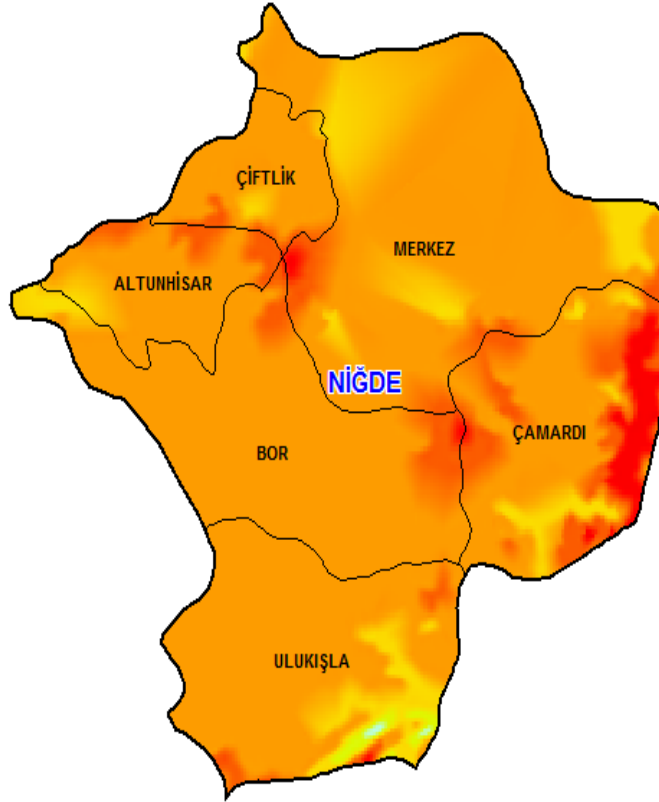 ÇİFTLİK
MERKEZ
ALTUNHİSAR
NİĞDE
ÇAMARDI
BOR
ULUKIŞLA